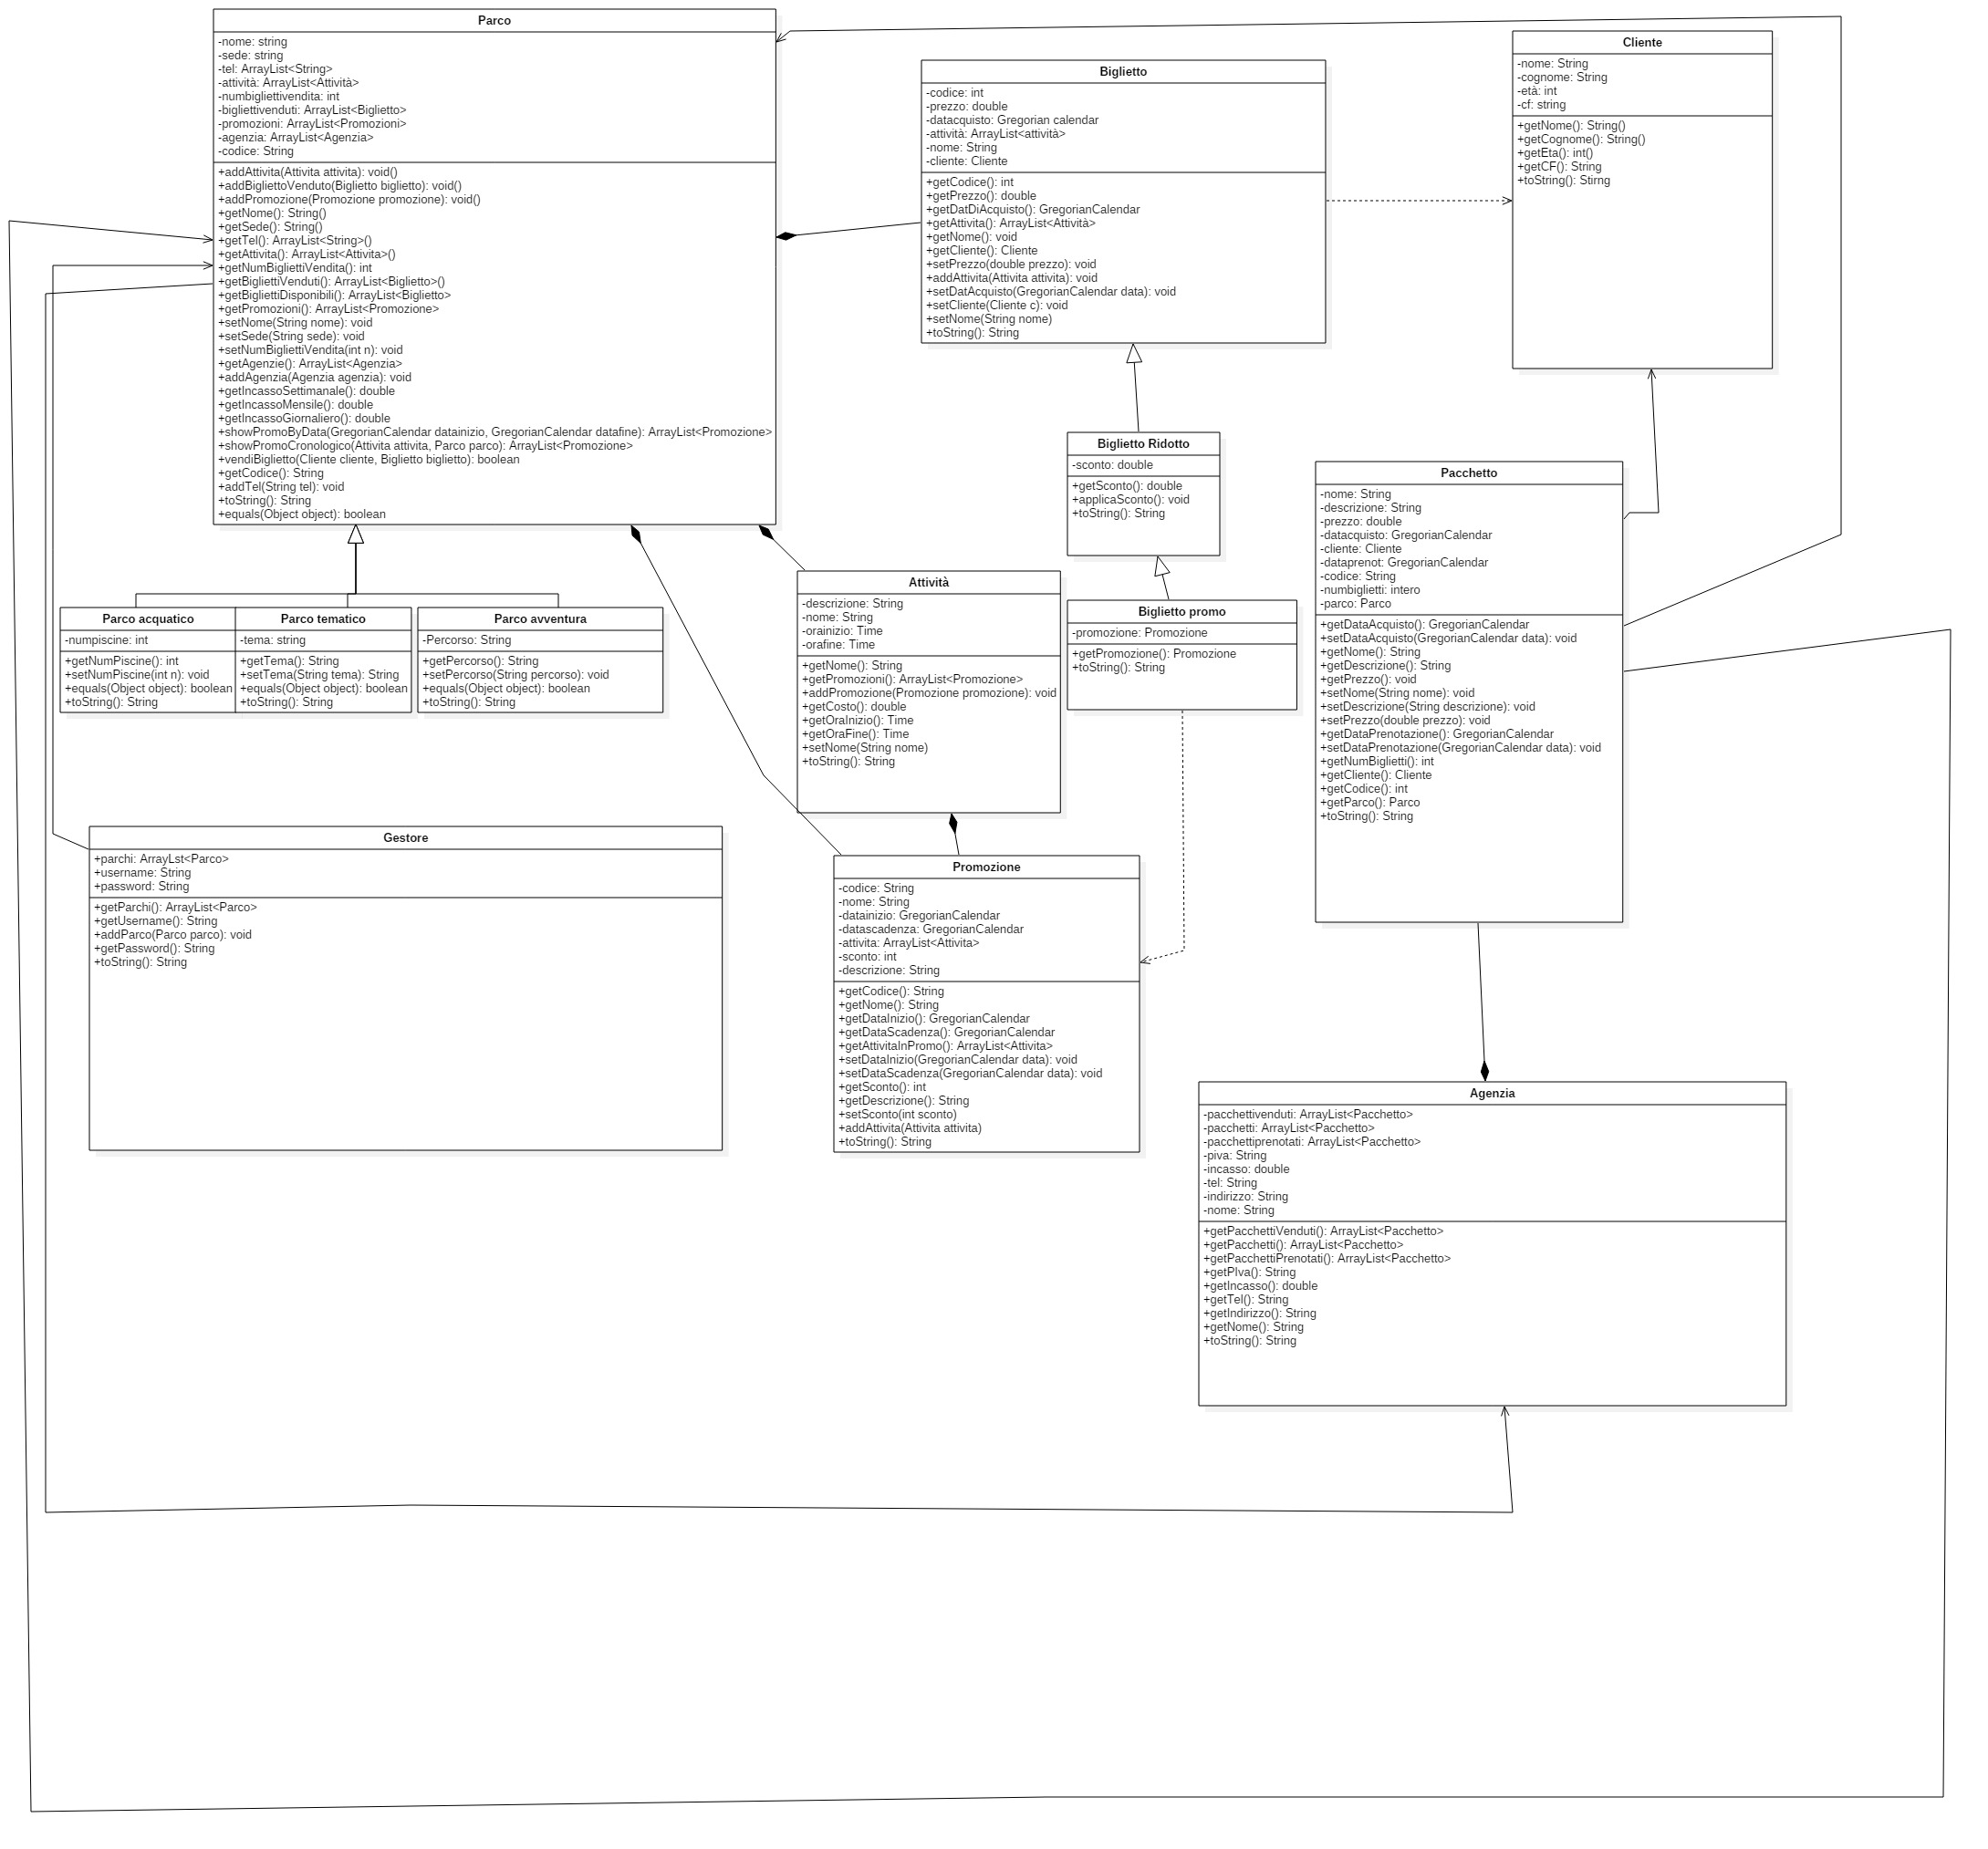 Parco
-nome: string
-sede: string
-tel: ArrayList<String>
-attività: ArrayList<Attività>
-numbigliettivendita: int
-bigliettivenduti: ArrayList<Biglietto>
-promozioni: ArrayList<Promozioni>
-agenzia: ArrayList<Agenzia>
-codice: String
+addAttivita(Attivita attivita): void()
+addBigliettoVenduto(Biglietto biglietto): void()
+addPromozione(Promozione promozione): void()
+getNome(): String()
+getSede(): String()
+getTel(): ArrayList<String>()
+getAttivita(): ArrayList<Attivita>()
+getNumBigliettiVendita(): int
+getBigliettiVenduti(): ArrayList<Biglietto>()
+getBigliettiDisponibili(): ArrayList<Biglietto>
+getPromozioni(): ArrayList<Promozione>
+setNome(String nome): void
+setSede(String sede): void
+setNumBigliettiVendita(int n): void
+getAgenzie(): ArrayList<Agenzia>
+addAgenzia(Agenzia agenzia): void
+getIncassoSettimanale(): double
+getIncassoMensile(): double
+getIncassoGiornaliero(): double
+showPromoByData(GregorianCalendar datainizio, GregorianCalendar datafine): ArrayList<Promozione>
+showPromoCronologico(Attivita attivita, Parco parco): ArrayList<Promozione>
+vendiBiglietto(Cliente cliente, Biglietto biglietto): boolean
+getCodice(): String
+addTel(String tel): void
+toString(): String
+equals(Object object): boolean
Biglietto
-codice: int
-prezzo: double
-datacquisto: Gregorian calendar
-attività: ArrayList<attività>
-nome: String
-cliente: Cliente
+getCodice(): int
+getPrezzo(): double
+getDatDiAcquisto(): GregorianCalendar
+getAttivita(): ArrayList<Attività>
+getNome(): void
+getCliente(): Cliente
+setPrezzo(double prezzo): void
+addAttivita(Attivita attivita): void
+setDatAcquisto(GregorianCalendar data): void
+setCliente(Cliente c): void
+setNome(String nome)
+toString(): String
Cliente
-nome: String
-cognome: String
-età: int
-cf: string
+getNome(): String()
+getCognome(): String()
+getEta(): int()
+getCF(): String
+toString(): Stirng
Biglietto Ridotto
-sconto: double
+getSconto(): double
+applicaSconto(): void
+toString(): String
Pacchetto
-nome: String
-descrizione: String
-prezzo: double
-datacquisto: GregorianCalendar
-cliente: Cliente
-dataprenot: GregorianCalendar
-codice: String
-numbiglietti: intero
-parco: Parco
+getDataAcquisto(): GregorianCalendar
+setDataAcquisto(GregorianCalendar data): void
+getNome(): String
+getDescrizione(): String
+getPrezzo(): void
+setNome(String nome): void
+setDescrizione(String descrizione): void
+setPrezzo(double prezzo): void
+getDataPrenotazione(): GregorianCalendar
+setDataPrenotazione(GregorianCalendar data): void
+getNumBiglietti(): int
+getCliente(): Cliente
+getCodice(): int
+getParco(): Parco
+toString(): String
Parco acquatico
-numpiscine: int
+getNumPiscine(): int
+setNumPiscine(int n): void
+equals(Object object): boolean
+toString(): String
Parco tematico
-tema: string
+getTema(): String
+setTema(String tema): String
+equals(Object object): boolean
+toString(): String
Parco avventura
-Percorso: String
+getPercorso(): String
+setPercorso(String percorso): void
+equals(Object object): boolean
+toString(): String
Attività
-descrizione: String
-nome: String
-orainizio: Time
-orafine: Time
+getNome(): String
+getPromozioni(): ArrayList<Promozione>
+addPromozione(Promozione promozione): void
+getCosto(): double
+getOraInizio(): Time
+getOraFine(): Time
+setNome(String nome)
+toString(): String
Biglietto promo
-promozione: Promozione
+getPromozione(): Promozione
+toString(): String
Gestore
+parchi: ArrayLst<Parco>
+username: String
+password: String
+getParchi(): ArrayList<Parco>
+getUsername(): String
+addParco(Parco parco): void
+getPassword(): String
+toString(): String
Promozione
-codice: String
-nome: String
-datainizio: GregorianCalendar
-datascadenza: GregorianCalendar
-attivita: ArrayList<Attivita>
-sconto: int
-descrizione: String
+getCodice(): String
+getNome(): String
+getDataInizio(): GregorianCalendar
+getDataScadenza(): GregorianCalendar
+getAttivitaInPromo(): ArrayList<Attivita>
+setDataInizio(GregorianCalendar data): void
+setDataScadenza(GregorianCalendar data): void
+getSconto(): int
+getDescrizione(): String
+setSconto(int sconto)
+addAttivita(Attivita attivita)
+toString(): String
Agenzia
-pacchettivenduti: ArrayList<Pacchetto>
-pacchetti: ArrayList<Pacchetto>
-pacchettiprenotati: ArrayList<Pacchetto>
-piva: String
-incasso: double
-tel: String
-indirizzo: String
-nome: String
+getPacchettiVenduti(): ArrayList<Pacchetto>
+getPacchetti(): ArrayList<Pacchetto>
+getPacchettiPrenotati(): ArrayList<Pacchetto>
+getPIva(): String
+getIncasso(): double
+getTel(): String
+getIndirizzo(): String
+getNome(): String
+toString(): String